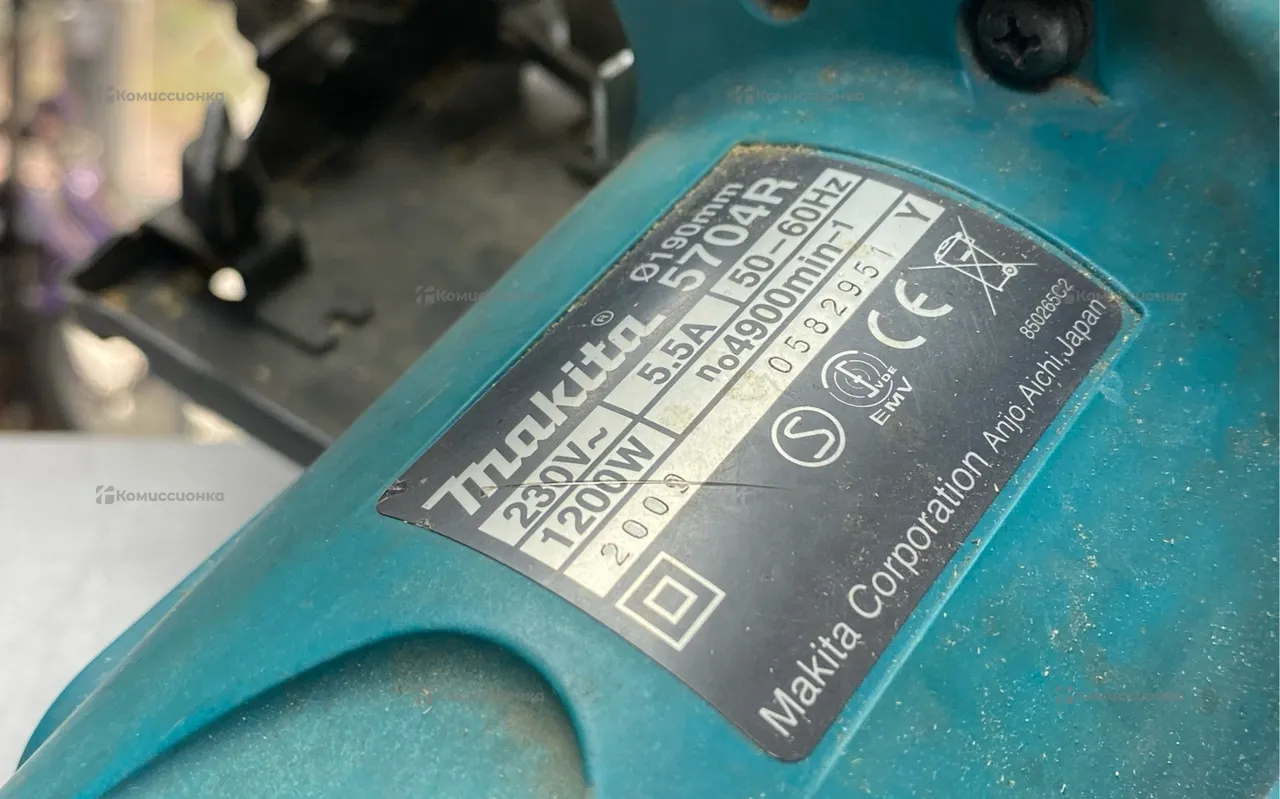 Комиссионка
Комиссионка
Ø190mm
makita® 5704R
230V~ 5.5A 50-60Hz
1200W no4900min-1
2009 0582951 Y
S
VDE
EMV
CE
850265C2
Makita Corporation Anjo,Aichi,Japan
Комиссионка
Комиссионка
Комиссионка